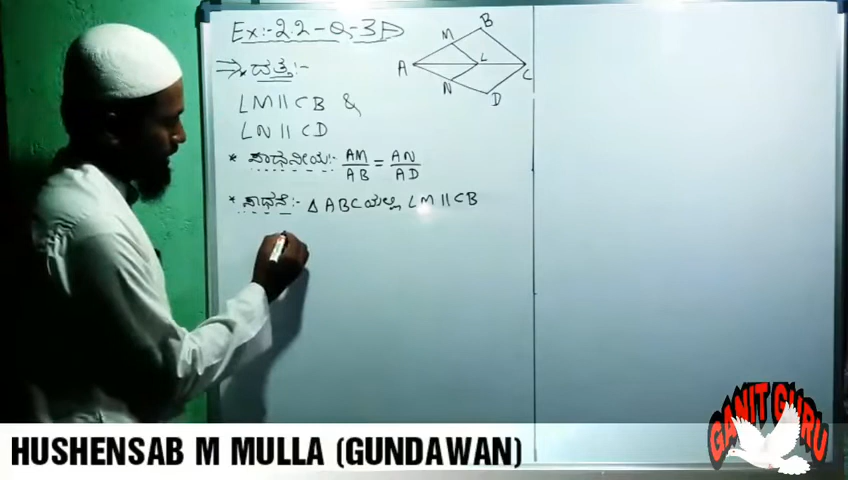 Ex:- 2.2 - Q - 3⇒
⇒ * ದತ್ತ :-
LM || CB &
LN || CD
* ಸಾಧನೀಯ :- AM/AB = AN/AD
* ಸಾಧನೆ :- Δ ABC ಯಲ್ಲಿ LM || CB
A
M
B
L
C
N
D
HUSHENSAB M MULLA (GUNDAWAN)
GANIT GURU